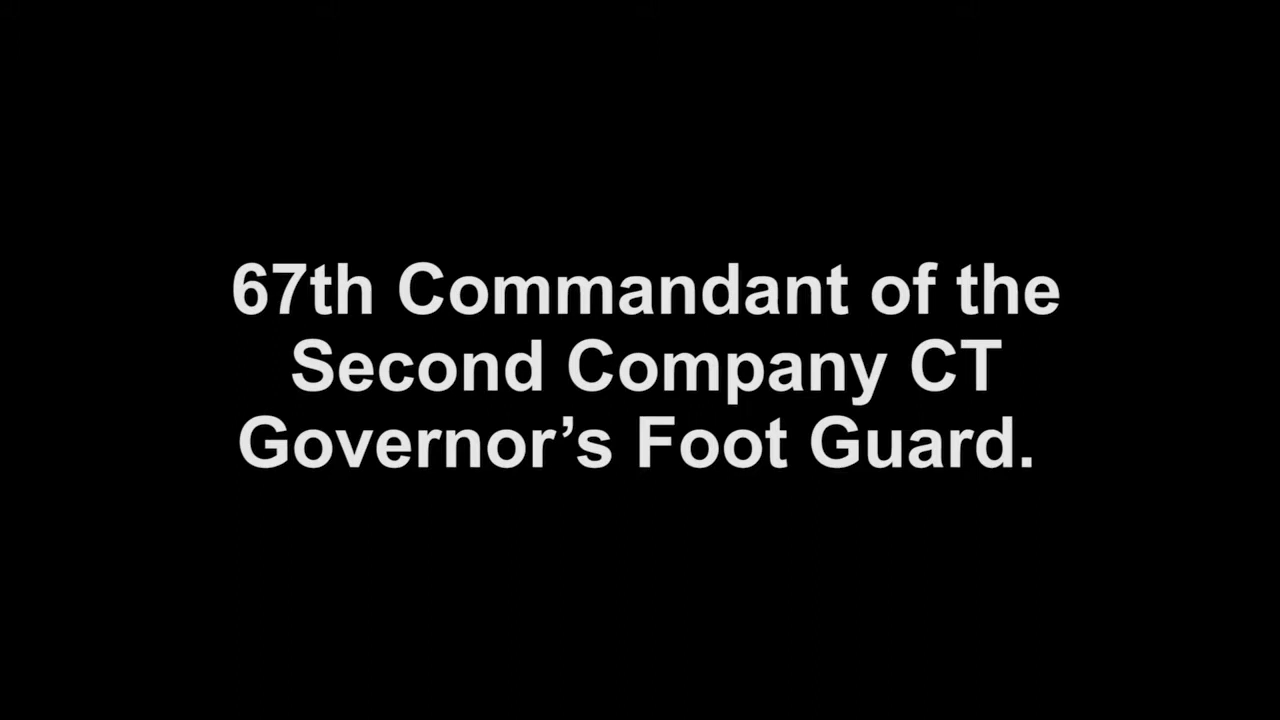 67th Commandant of the
Second Company CT
Governor’s Foot Guard.